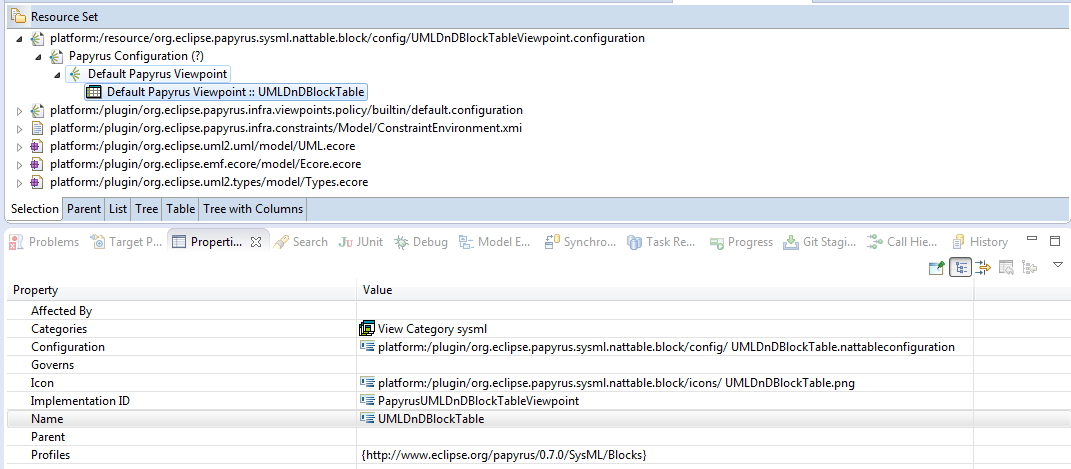 Resource Set
platform:/resource/org.eclipse.papyrus.sysml.nattable.block/config/UMLDnDBlockTableViewpoint.configuration
Papyrus Configuration (?)
Default Papyrus Viewpoint
Default Papyrus Viewpoint :: UMLDnDBlockTable
platform:/plugin/org.eclipse.papyrus.infra.viewpoints.policy/builtin/default.configuration
platform:/plugin/org.eclipse.papyrus.infra.constraints/Model/ConstraintEnvironment.xmi
platform:/plugin/org.eclipse.uml2.uml/model/UML.ecore
platform:/plugin/org.eclipse.emf.ecore/model/Ecore.ecore
platform:/plugin/org.eclipse.uml2.types/model/Types.ecore
Selection Parent List Tree Table Tree with Columns
Problems Target P... Properti... Search Ju JUnit Debug Model E... Synchro... Task Re... Progress Git Stagi... Call Hie... History
Property Value
Affected By
Categories View Category sysml
Configuration platform:/plugin/org.eclipse.papyrus.sysml.nattable.block/config/ UMLDnDBlockTable.nattableconfiguration
Governs
Icon platform:/plugin/org.eclipse.papyrus.sysml.nattable.block/icons/ UMLDnDBlockTable.png
Implementation ID PapyrusUMLDnDBlockTableViewpoint
Name UMLDnDBlockTable
Parent
Profiles {http://www.eclipse.org/papyrus/0.7.0/SysML/Blocks}